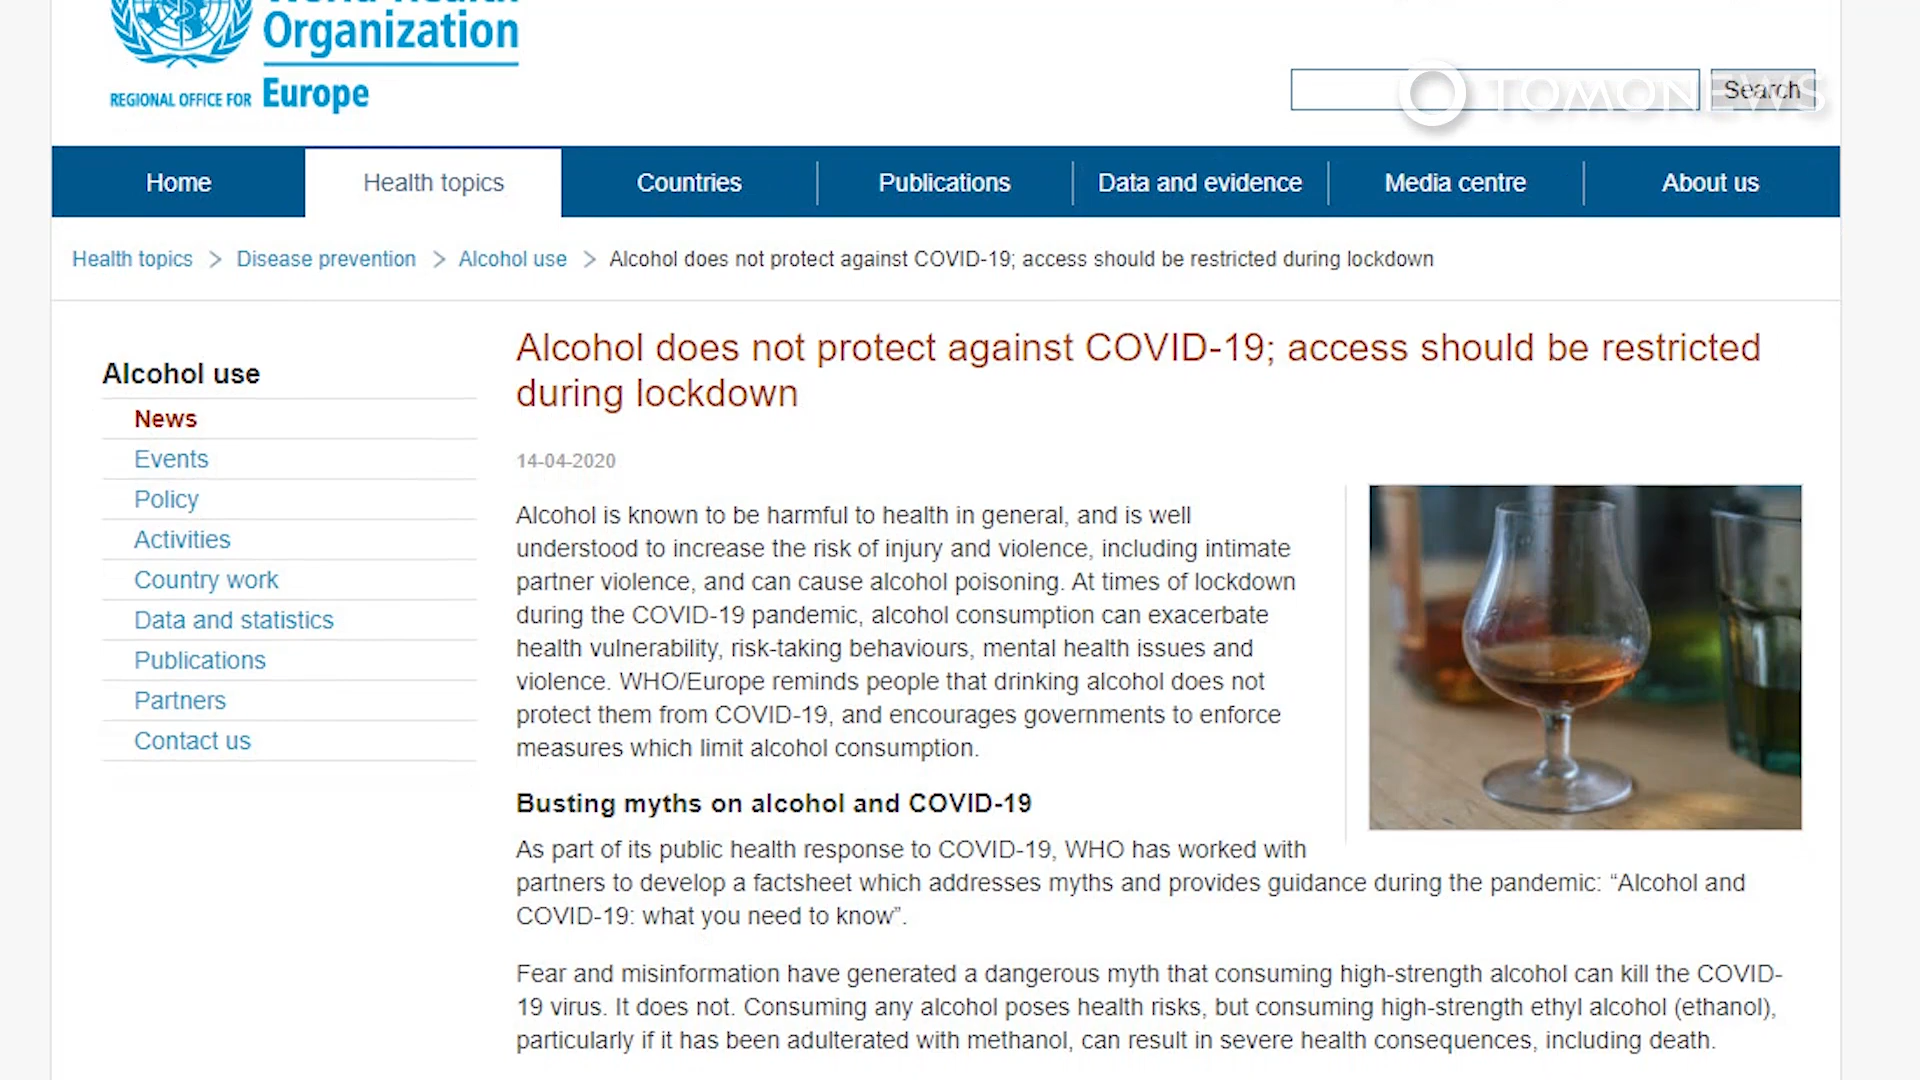 World Health
Organization
REGIONAL OFFICE FOR Europe
Search
TOMONEWS
Home
Health topics
Countries
Publications
Data and evidence
Media centre
About us
Health topics > Disease prevention > Alcohol use > Alcohol does not protect against COVID-19; access should be restricted during lockdown
Alcohol use
News
Events
Policy
Activities
Country work
Data and statistics
Publications
Partners
Contact us
Alcohol does not protect against COVID-19; access should be restricted
during lockdown
14-04-2020
Alcohol is known to be harmful to health in general, and is well
understood to increase the risk of injury and violence, including intimate
partner violence, and can cause alcohol poisoning. At times of lockdown
during the COVID-19 pandemic, alcohol consumption can exacerbate
health vulnerability, risk-taking behaviours, mental health issues and
violence. WHO/Europe reminds people that drinking alcohol does not
protect them from COVID-19, and encourages governments to enforce
measures which limit alcohol consumption.
Busting myths on alcohol and COVID-19
As part of its public health response to COVID-19, WHO has worked with
partners to develop a factsheet which addresses myths and provides guidance during the pandemic: “Alcohol and
COVID-19: what you need to know”.
Fear and misinformation have generated a dangerous myth that consuming high-strength alcohol can kill the COVID-
19 virus. It does not. Consuming any alcohol poses health risks, but consuming high-strength ethyl alcohol (ethanol),
particularly if it has been adulterated with methanol, can result in severe health consequences, including death.